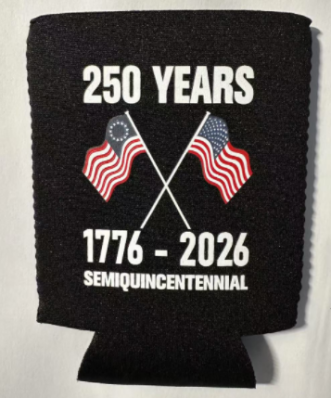 250 YEARS
1776 - 2026
SEMIQUINCENTENNIAL